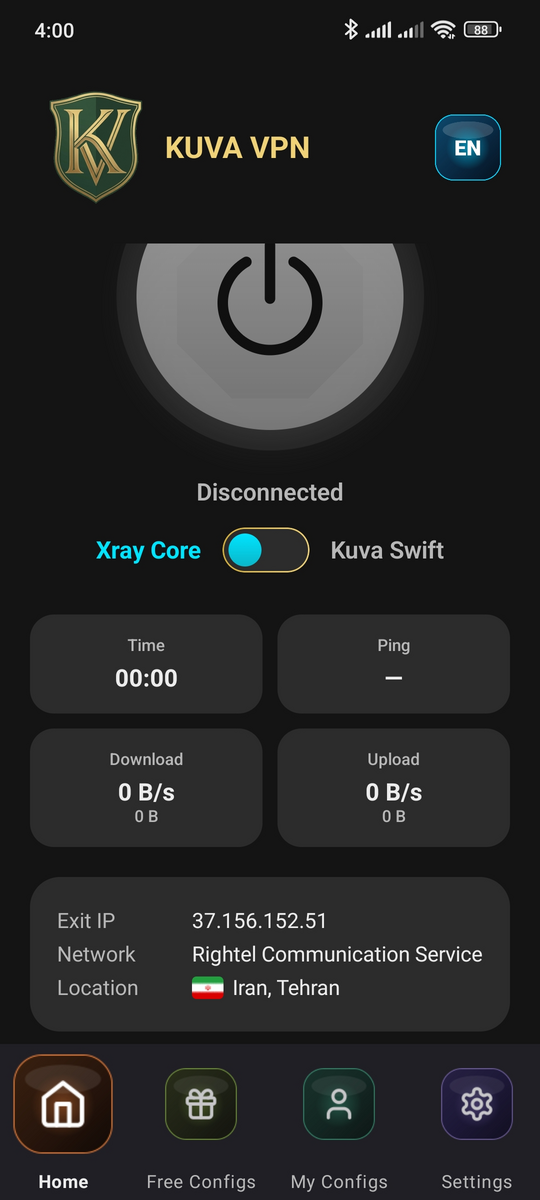 4:00
88
KUVA VPN
EN
Disconnected
Xray Core
Kuva Swift
Time
00:00
Ping
—
Download
0 B/s
0 B
Upload
0 B/s
0 B
Exit IP 37.156.152.51
Network Rightel Communication Service
Location Iran, Tehran
Home
Free Configs
My Configs
Settings